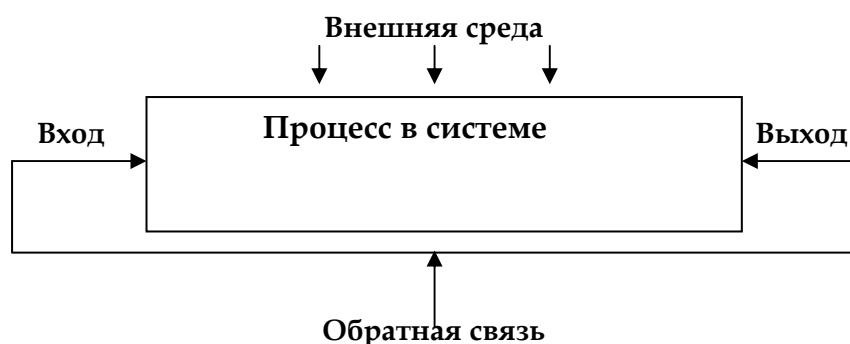 Внешняя среда
Вход
Процесс в системе
Выход
Обратная связь